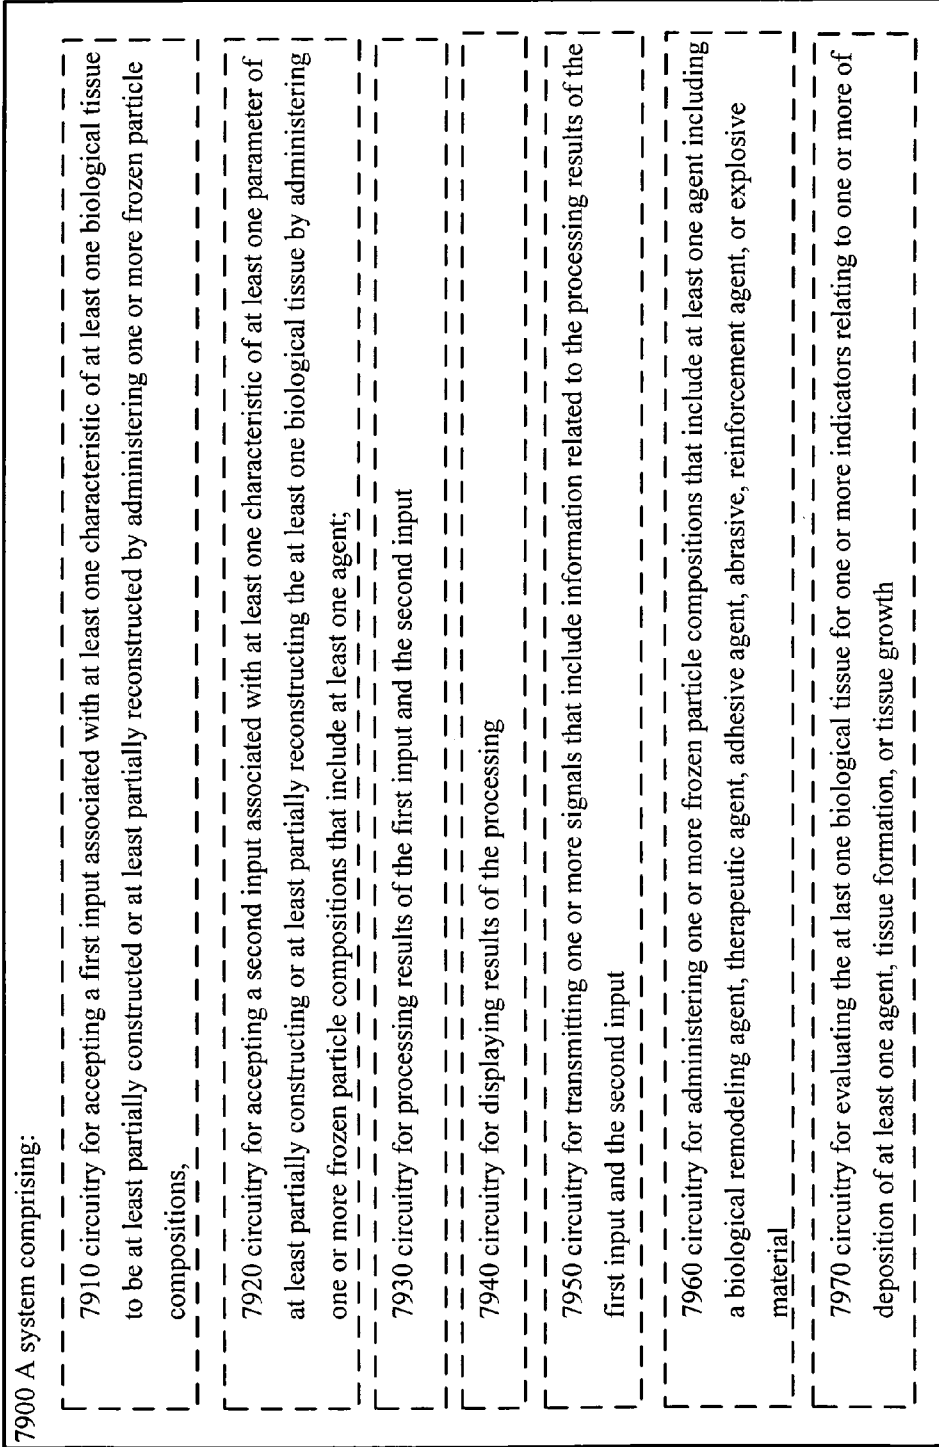 7900 A system comprising:
7910 circuitry for accepting a first input associated with at least one characteristic of at least one biological tissue
to be at least partially constructed or at least partially reconstructed by administering one or more frozen particle
compositions,
7920 circuitry for accepting a second input associated with at least one characteristic of at least one parameter of
at least partially constructing or at least partially reconstructing the at least one biological tissue by administering
one or more frozen particle compositions that include at least one agent;
7930 circuitry for processing results of the first input and the second input
7940 circuitry for displaying results of the processing
7950 circuitry for transmitting one or more signals that include information related to the processing results of the
first input and the second input
7960 circuitry for administering one or more frozen particle compositions that include at least one agent including
a biological remodeling agent, therapeutic agent, adhesive agent, abrasive, reinforcement agent, or explosive
material
7970 circuitry for evaluating the at last one biological tissue for one or more indicators relating to one or more of
deposition of at least one agent, tissue formation, or tissue growth